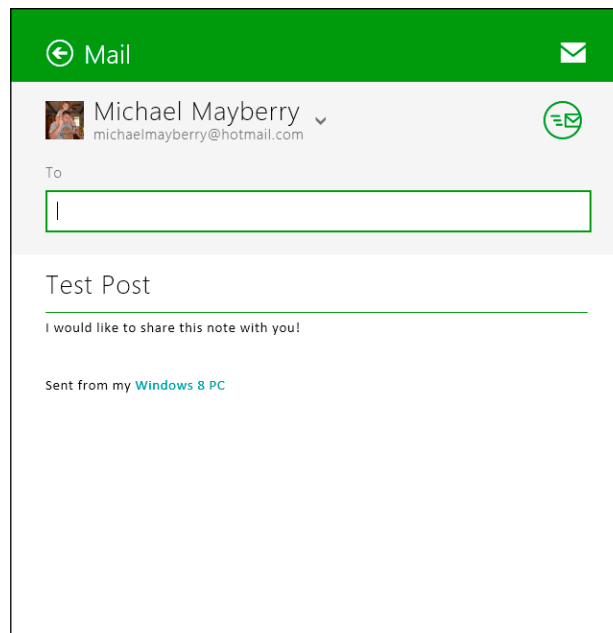 Mail
Michael Mayberry
michaelmayberry@hotmail.com
To
Test Post
I would like to share this note with you!
Sent from my Windows 8 PC